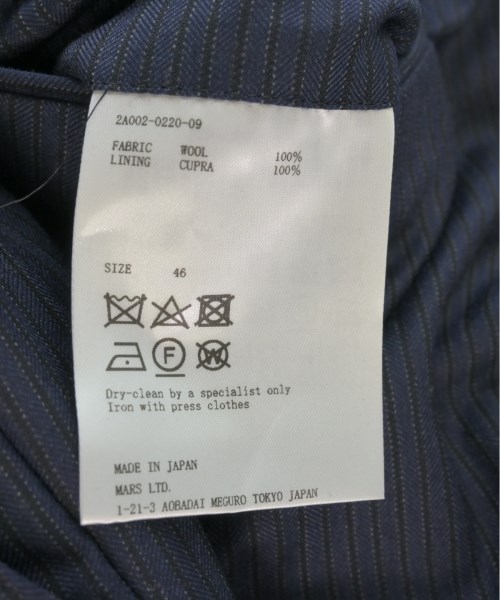 2A002-0220-09
FABRIC WOOL 100%
LINING CUPRA 100%
SIZE 46
F W
Dry-clean by a specialist only
Iron with press clothes
MADE IN JAPAN
MARS LTD.
1-21-3 AOBADAI MEGURO TOKYO JAPAN